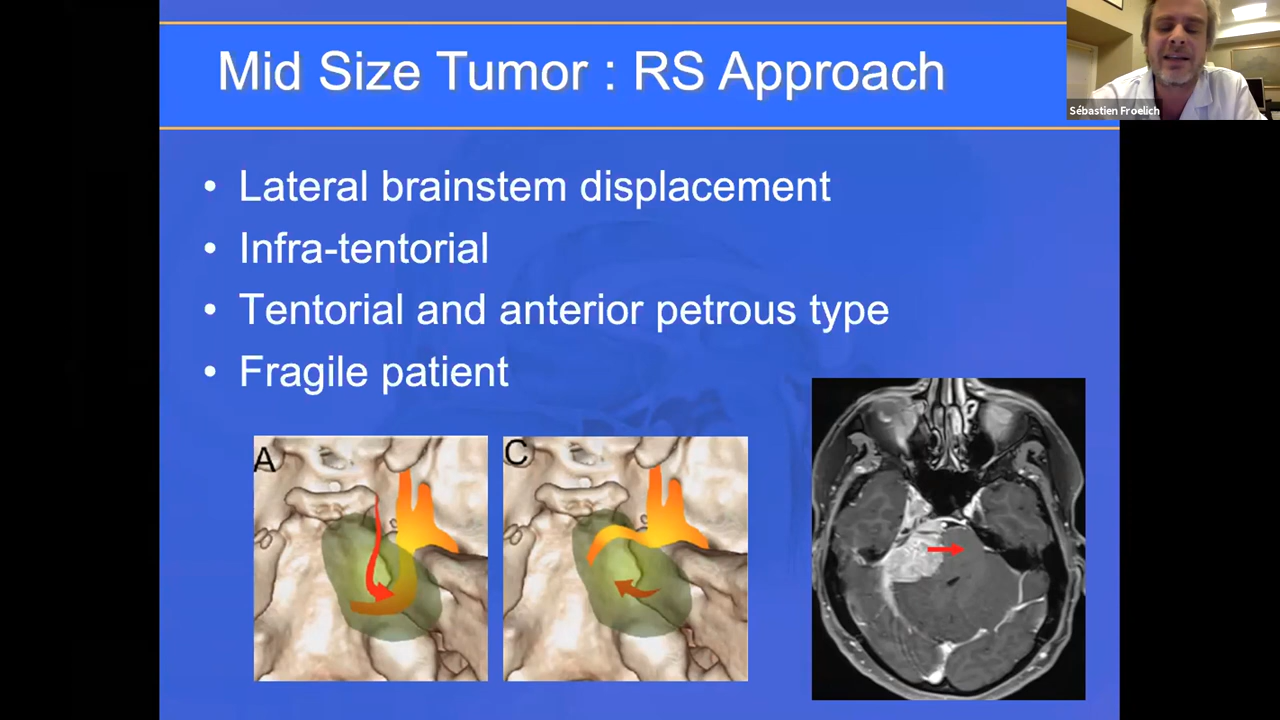 Mid Size Tumor : RS Approach
Sébastien Froelich
• Lateral brainstem displacement
• Infra-tentorial
• Tentorial and anterior petrous type
• Fragile patient
A
C